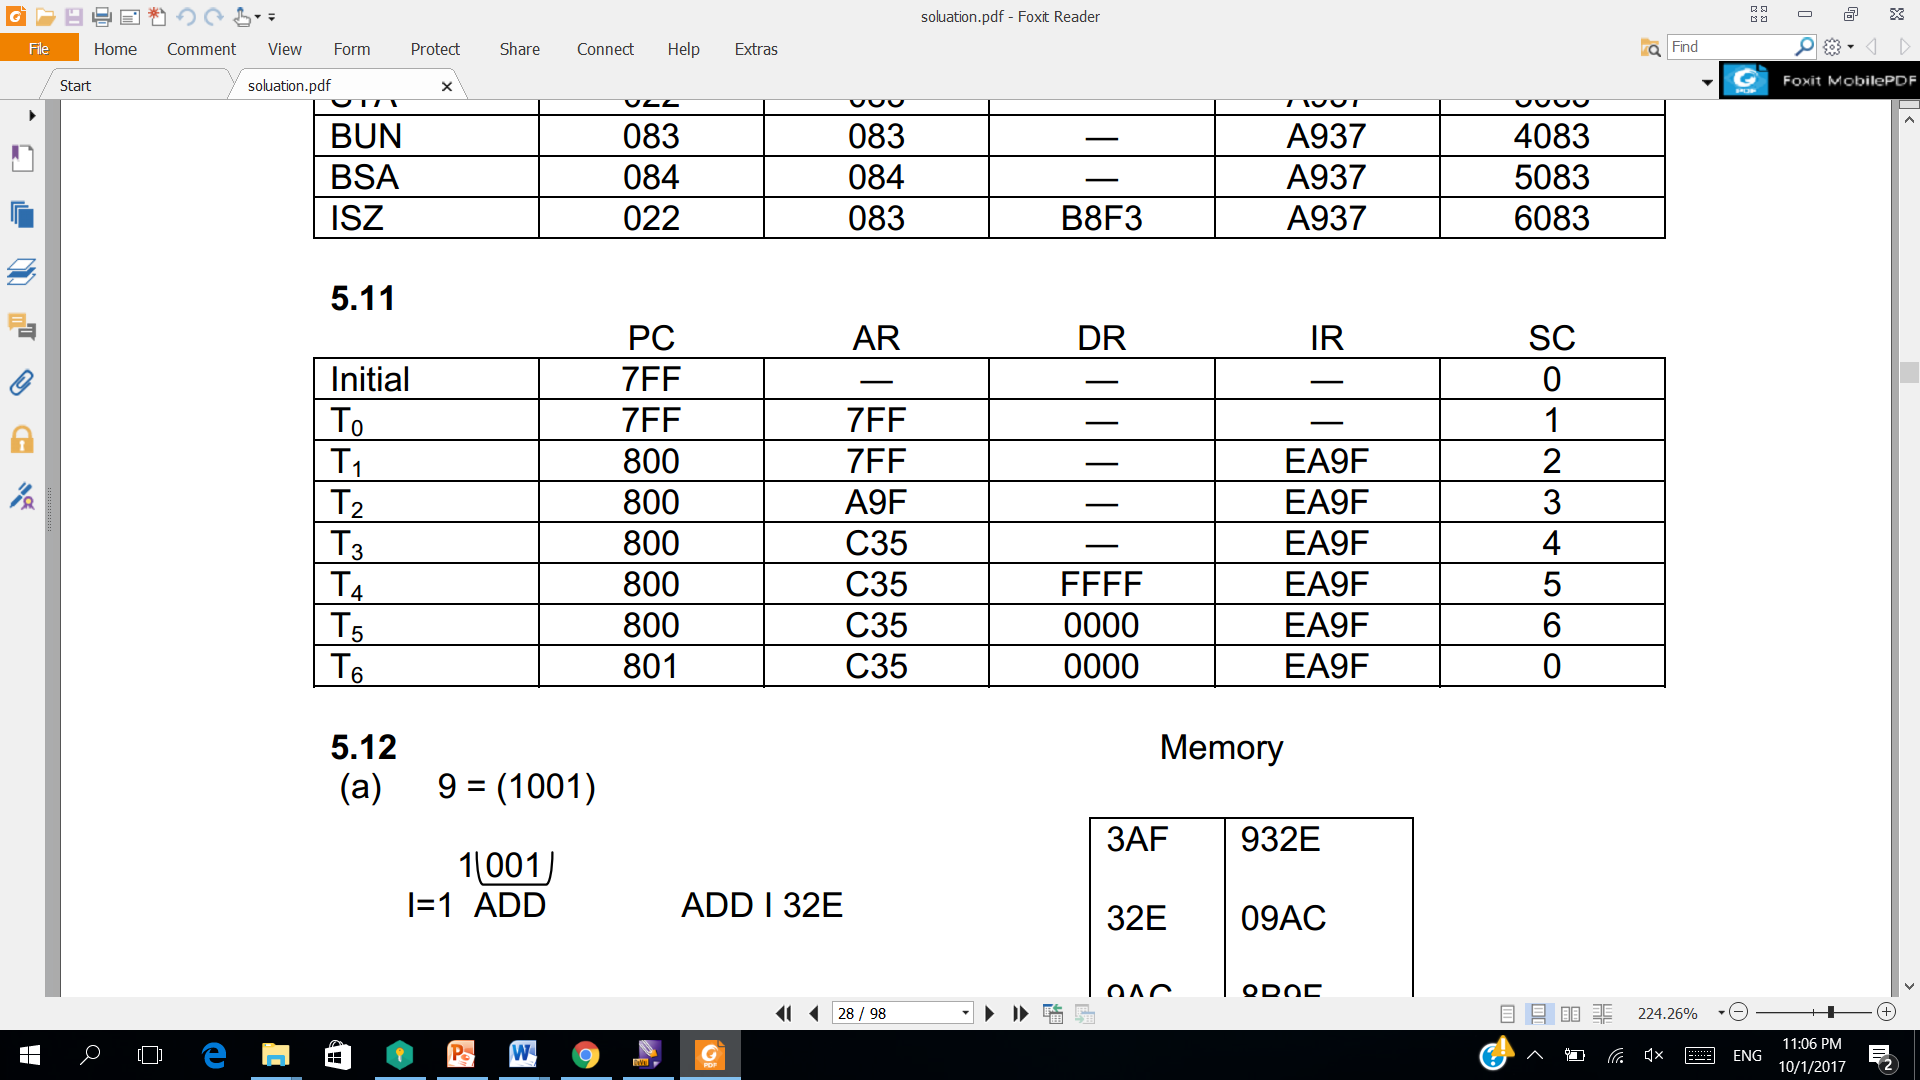 soluation.pdf - Foxit Reader
File Home Comment View Form Protect Share Connect Help Extras
Find
Start soluation.pdf
Foxit MobilePDF
BUN 083 083 — A937 4083
BSA 084 084 — A937 5083
ISZ 022 083 B8F3 A937 6083
5.11
PC AR DR IR SC
Initial 7FF — — — 0
T0 7FF 7FF — — 1
T1 800 7FF — EA9F 2
T2 800 A9F — EA9F 3
T3 800 C35 — EA9F 4
T4 800 C35 FFFF EA9F 5
T5 800 C35 0000 EA9F 6
T6 801 C35 0000 EA9F 0
5.12 Memory
(a) 9 = (1001)
3AF 932E
1 001
I=1 ADD ADD I 32E
32E 09AC
9AC 8B9F
28 / 98
224.26%
ENG
11:06 PM
10/1/2017
2